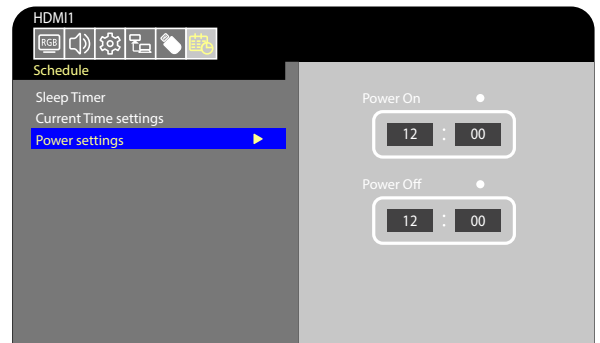 HDMI1
RGB
Schedule
Sleep Timer
Current Time settings
Power settings
Power On
12 : 00
Power Off
12 : 00